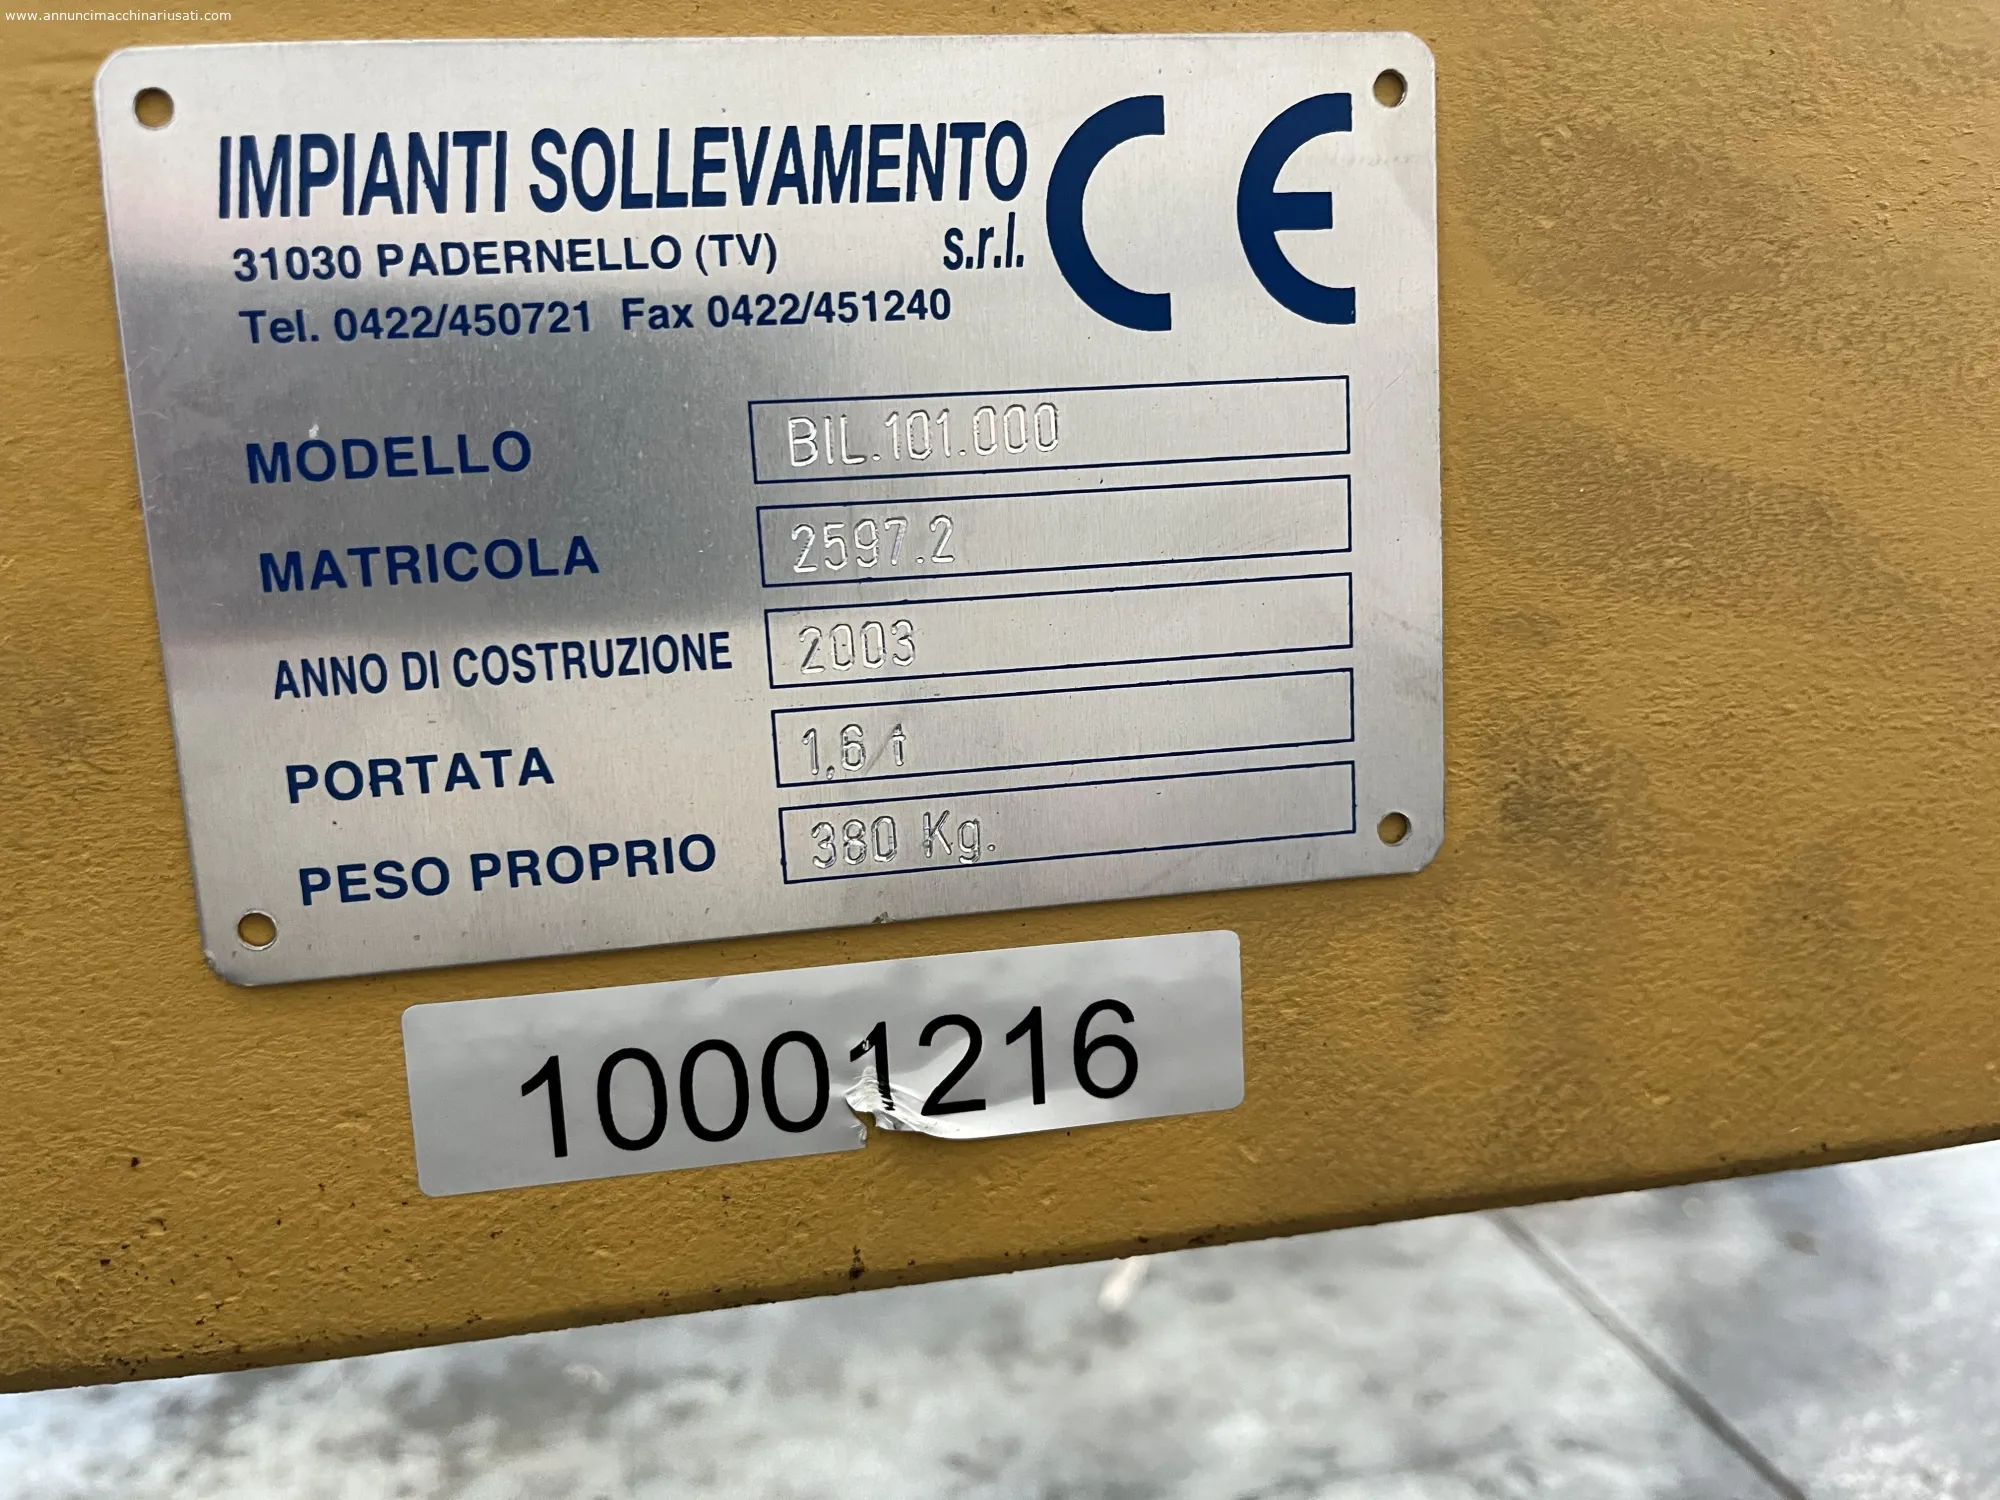 www.annuncimacchinariusati.com
IMPIANTI SOLLEVAMENTO
s.r.l.
CE
31030 PADERNELLO (TV)
Tel. 0422/450721 Fax 0422/451240
MODELLO BIL.101.000
MATRICOLA 2597.2
ANNO DI COSTRUZIONE 2003
PORTATA 1,6 t
PESO PROPRIO 380 Kg.
10001216